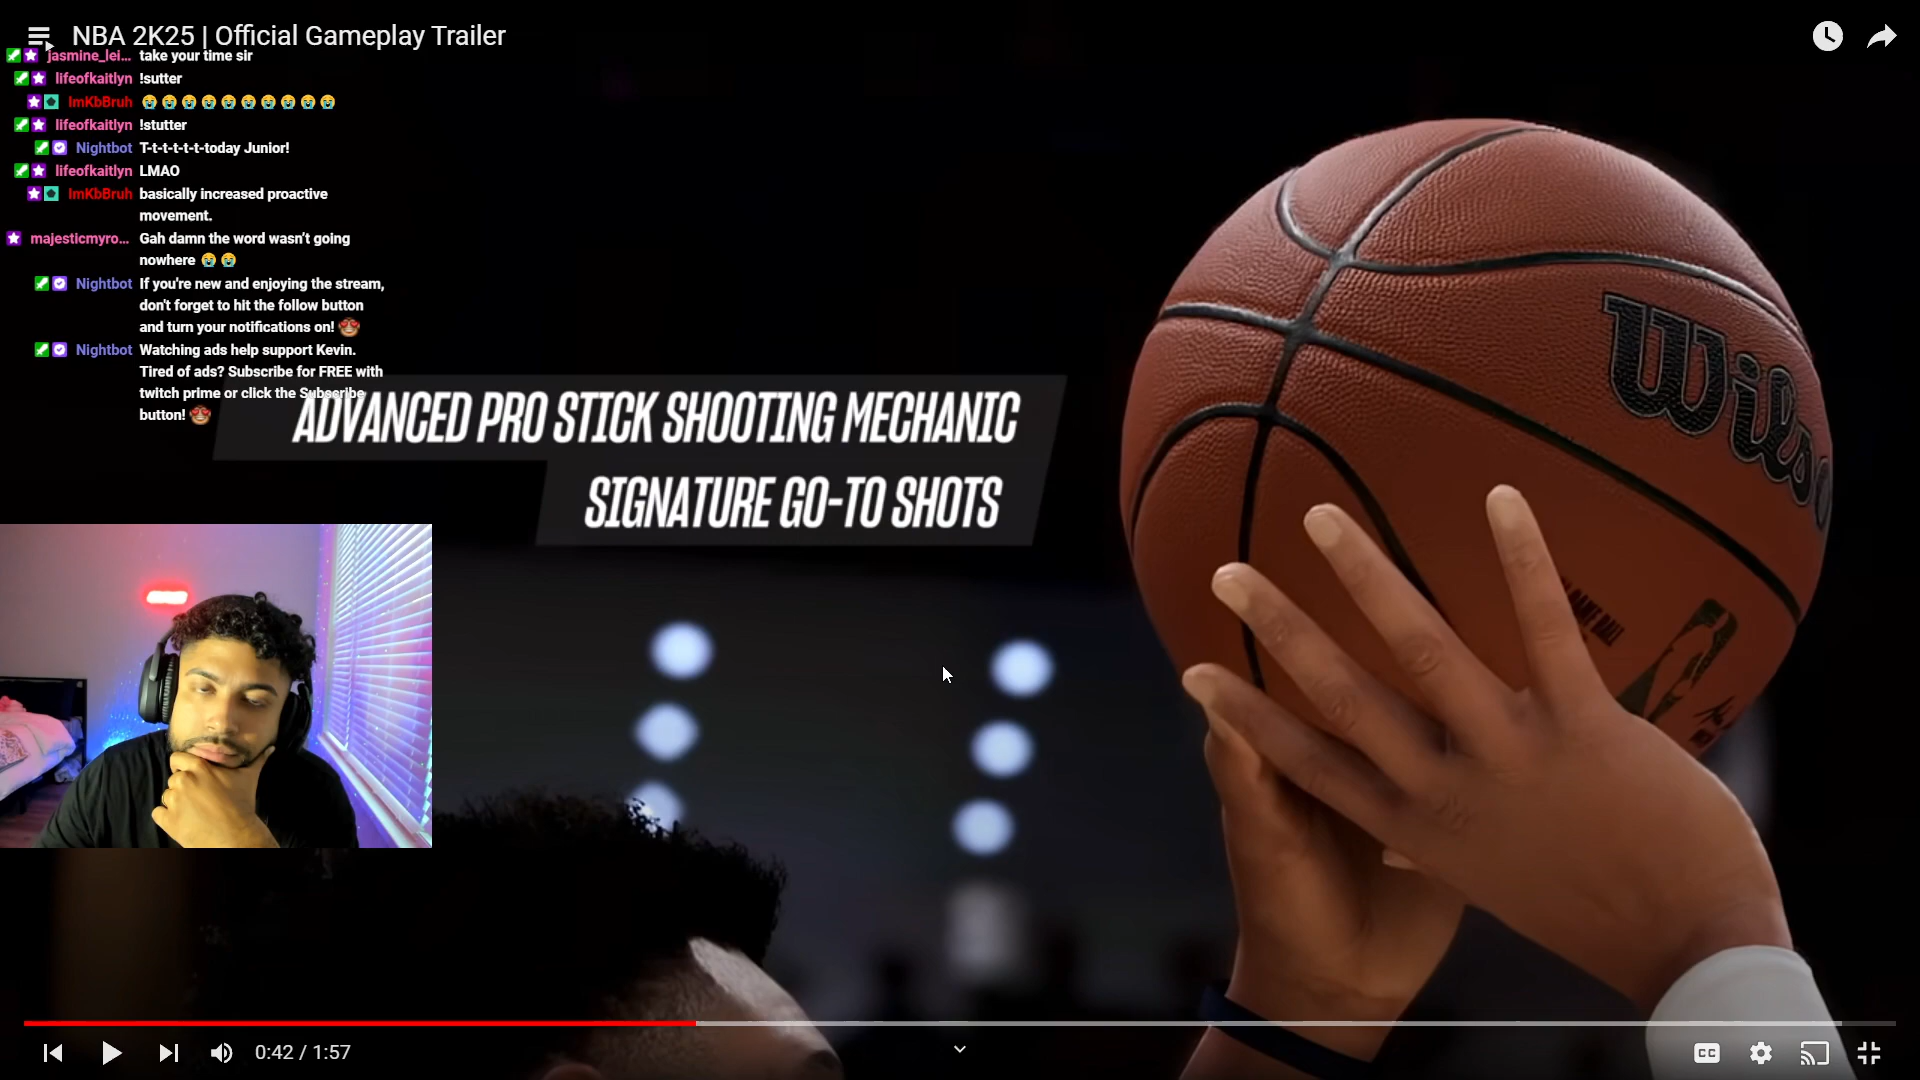 NBA 2K25 | Official Gameplay Trailer
jasmine_lei... take your time sir
lifeofkaitlyn !sutter
ImKbBruh 😭😭😭😭😭😭😭😭😭😭
lifeofkaitlyn !stutter
Nightbot T-t-t-t-t-t-today Junior!
lifeofkaitlyn LMAO
ImKbBruh basically increased proactive
movement.
majesticmyro... Gah damn the word wasn't going
nowhere 😭😭
Nightbot If you're new and enjoying the stream,
don't forget to hit the follow button
and turn your notifications on!
Nightbot Watching ads help support Kevin.
Tired of ads? Subscribe for FREE with
twitch prime or click the Subscribe
button!
ADVANCED PRO STICK SHOOTING MECHANIC
SIGNATURE GO-TO SHOTS
Wilso
GAME BALL
0:42 / 1:57
CC